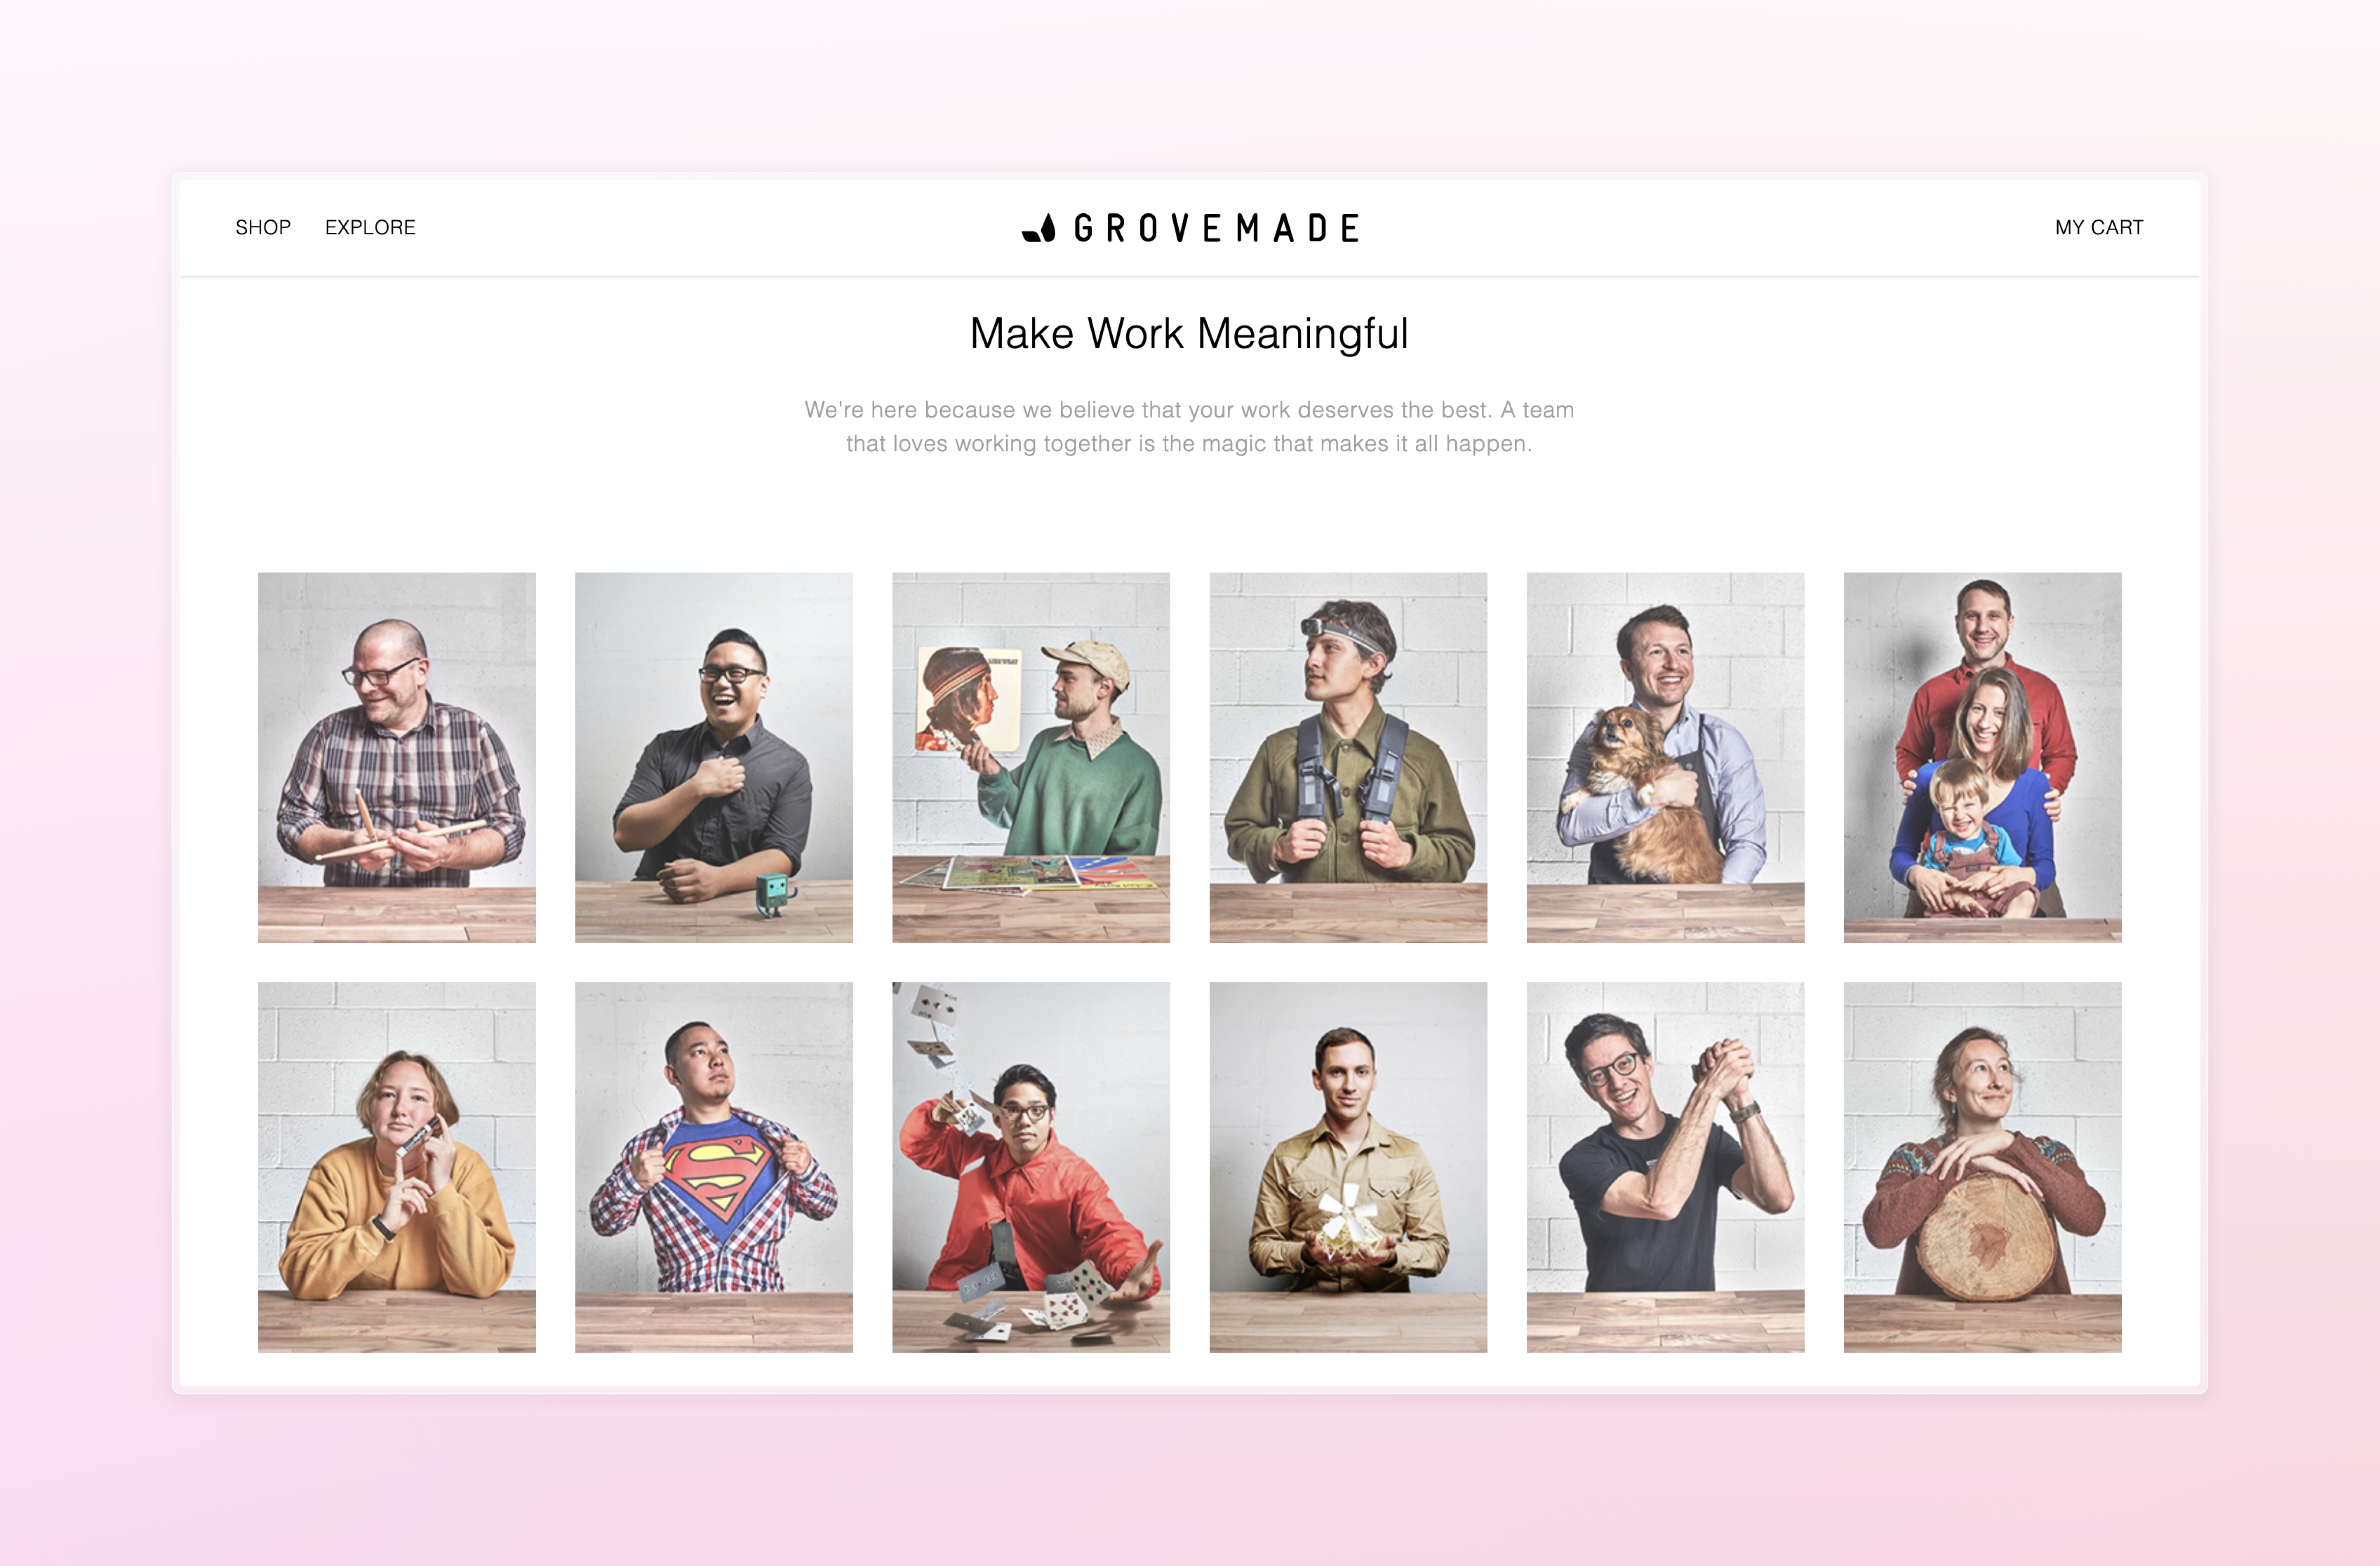 SHOP EXPLORE GROVEMADE MY CART
Make Work Meaningful
We're here because we believe that your work deserves the best. A team
that loves working together is the magic that makes it all happen.